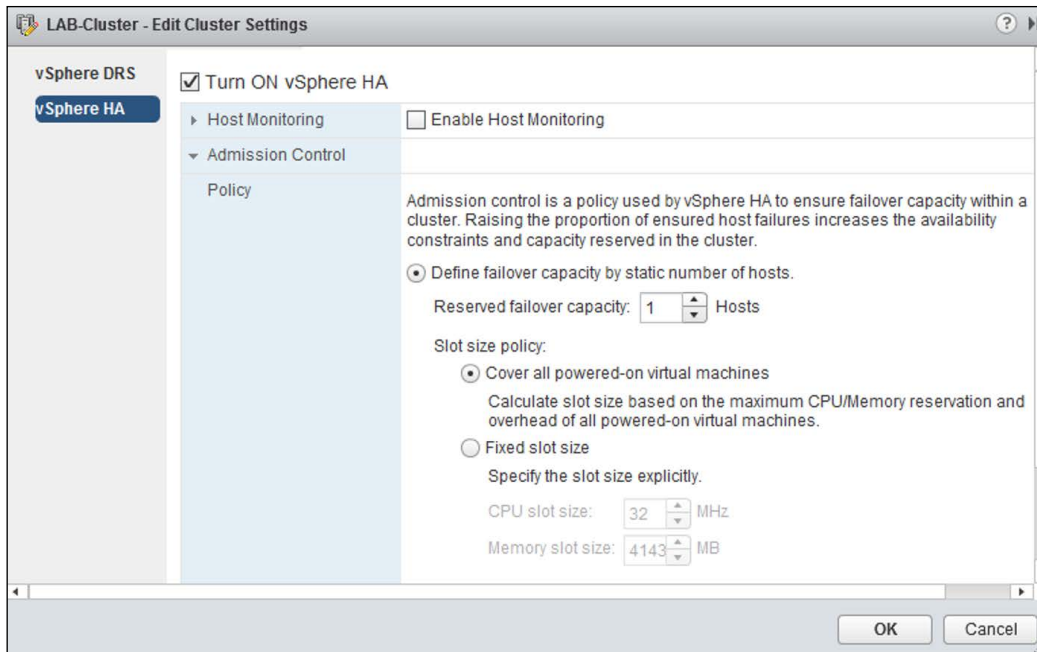 LAB-Cluster - Edit Cluster Settings
?
vSphere DRS
vSphere HA
Turn ON vSphere HA
Host Monitoring
Enable Host Monitoring
Admission Control
Policy
Admission control is a policy used by vSphere HA to ensure failover capacity within a
cluster. Raising the proportion of ensured host failures increases the availability
constraints and capacity reserved in the cluster.
Define failover capacity by static number of hosts.
Reserved failover capacity: 1 Hosts
Slot size policy:
Cover all powered-on virtual machines
Calculate slot size based on the maximum CPU/Memory reservation and
overhead of all powered-on virtual machines.
Fixed slot size
Specify the slot size explicitly.
CPU slot size: 32 MHz
Memory slot size: 4143 MB
OK
Cancel